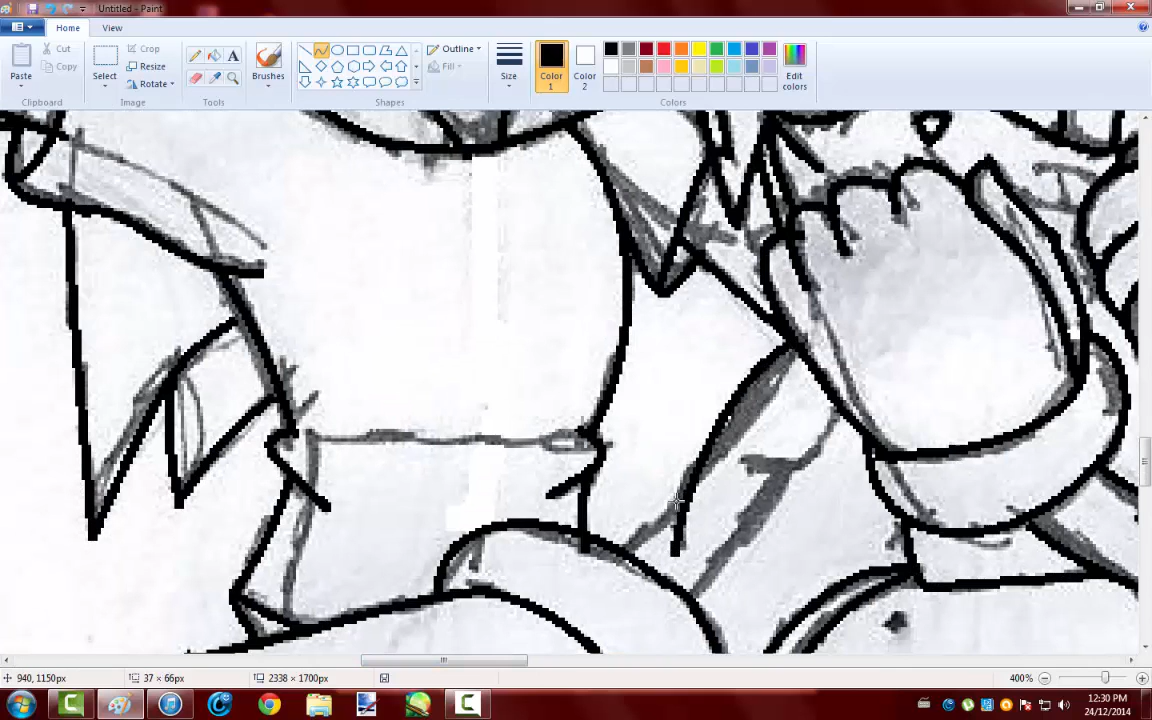 Untitled - Paint
Home View
Paste Cut Copy Clipboard
Select Crop Resize Rotate Image
A Tools
Brushes
Outline Fill Shapes
Size
Color 1 Color 2
Edit colors Colors
940, 1150px 37 × 66px 2338 × 1700px 400%
12:30 PM
24/12/2014